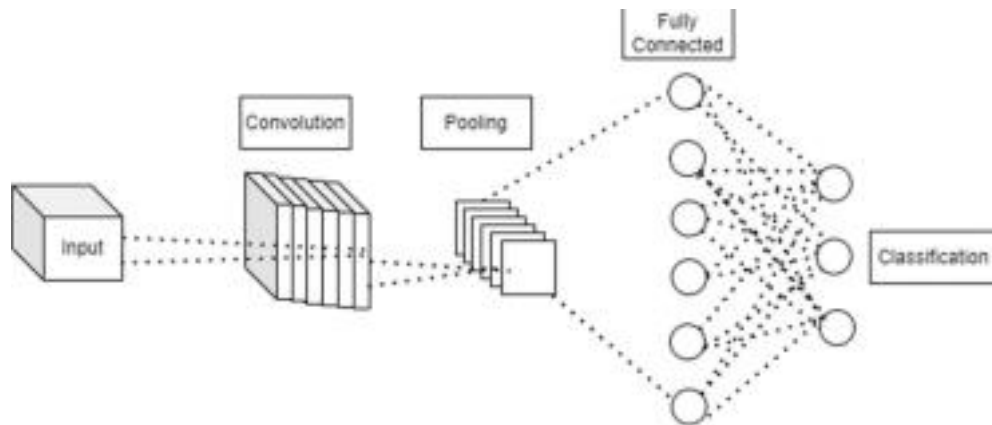 Fully
Connected
Convolution
Pooling
Input
Classification